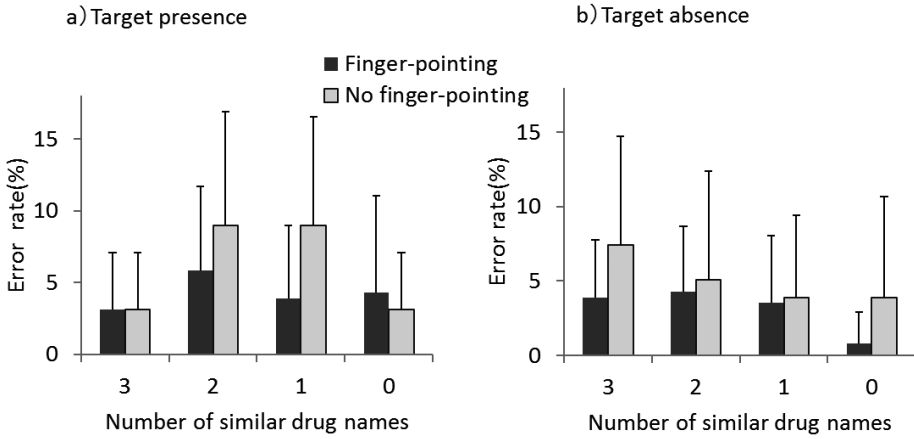 a) Target presence
b) Target absence
Finger-pointing
No finger-pointing
Error rate(%)
15
10
5
0
3 2 1 0
Number of similar drug names
Error rate(%)
15
10
5
0
3 2 1 0
Number of similar drug names